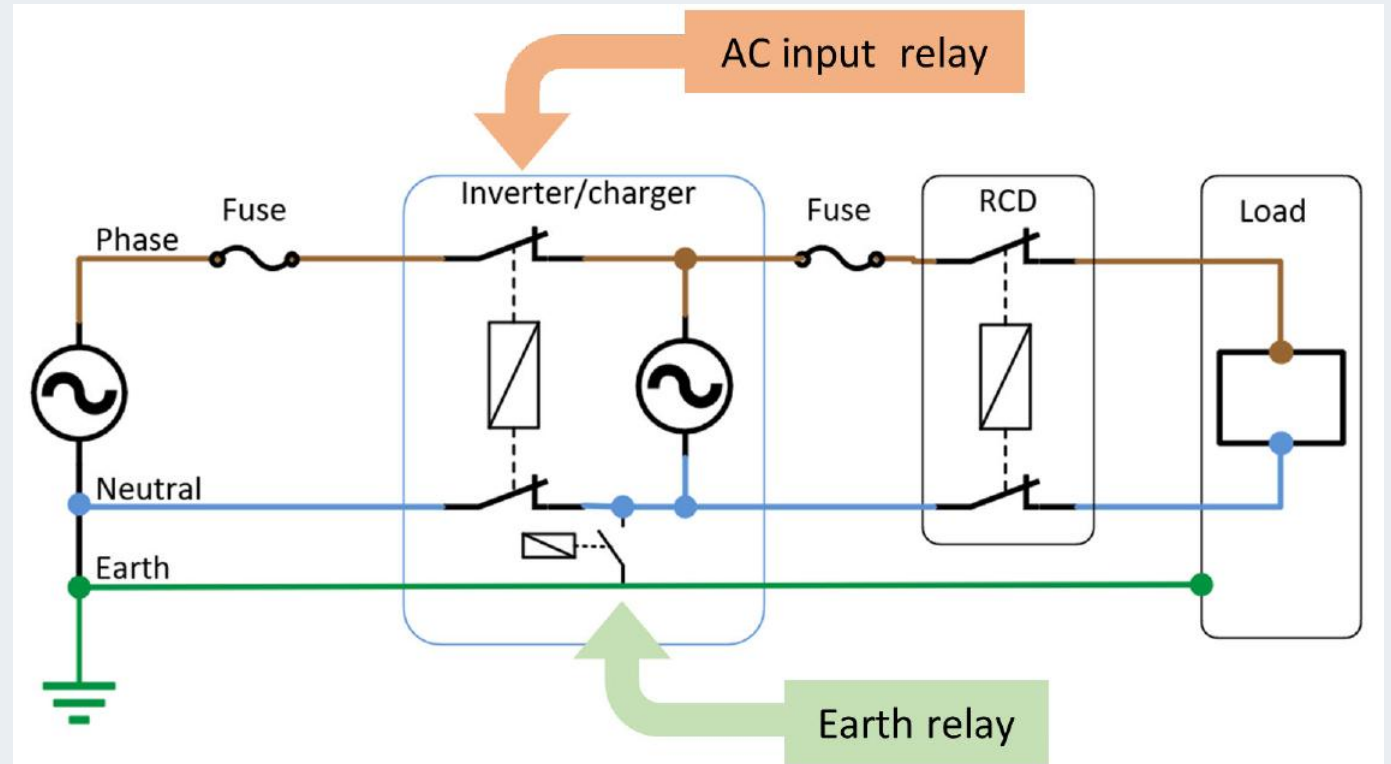 AC input relay
Inverter/charger
Fuse
Fuse
RCD
Load
Phase
Neutral
Earth
Earth relay